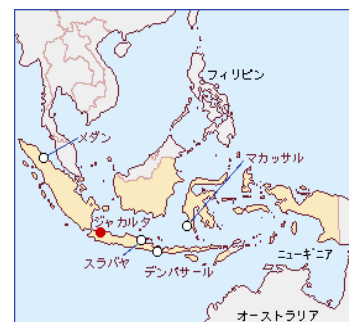 フィリピン
メダン
マカッサル
ジャカルタ
スラバヤ
デンパサール
ニューギニア
オーストラリア